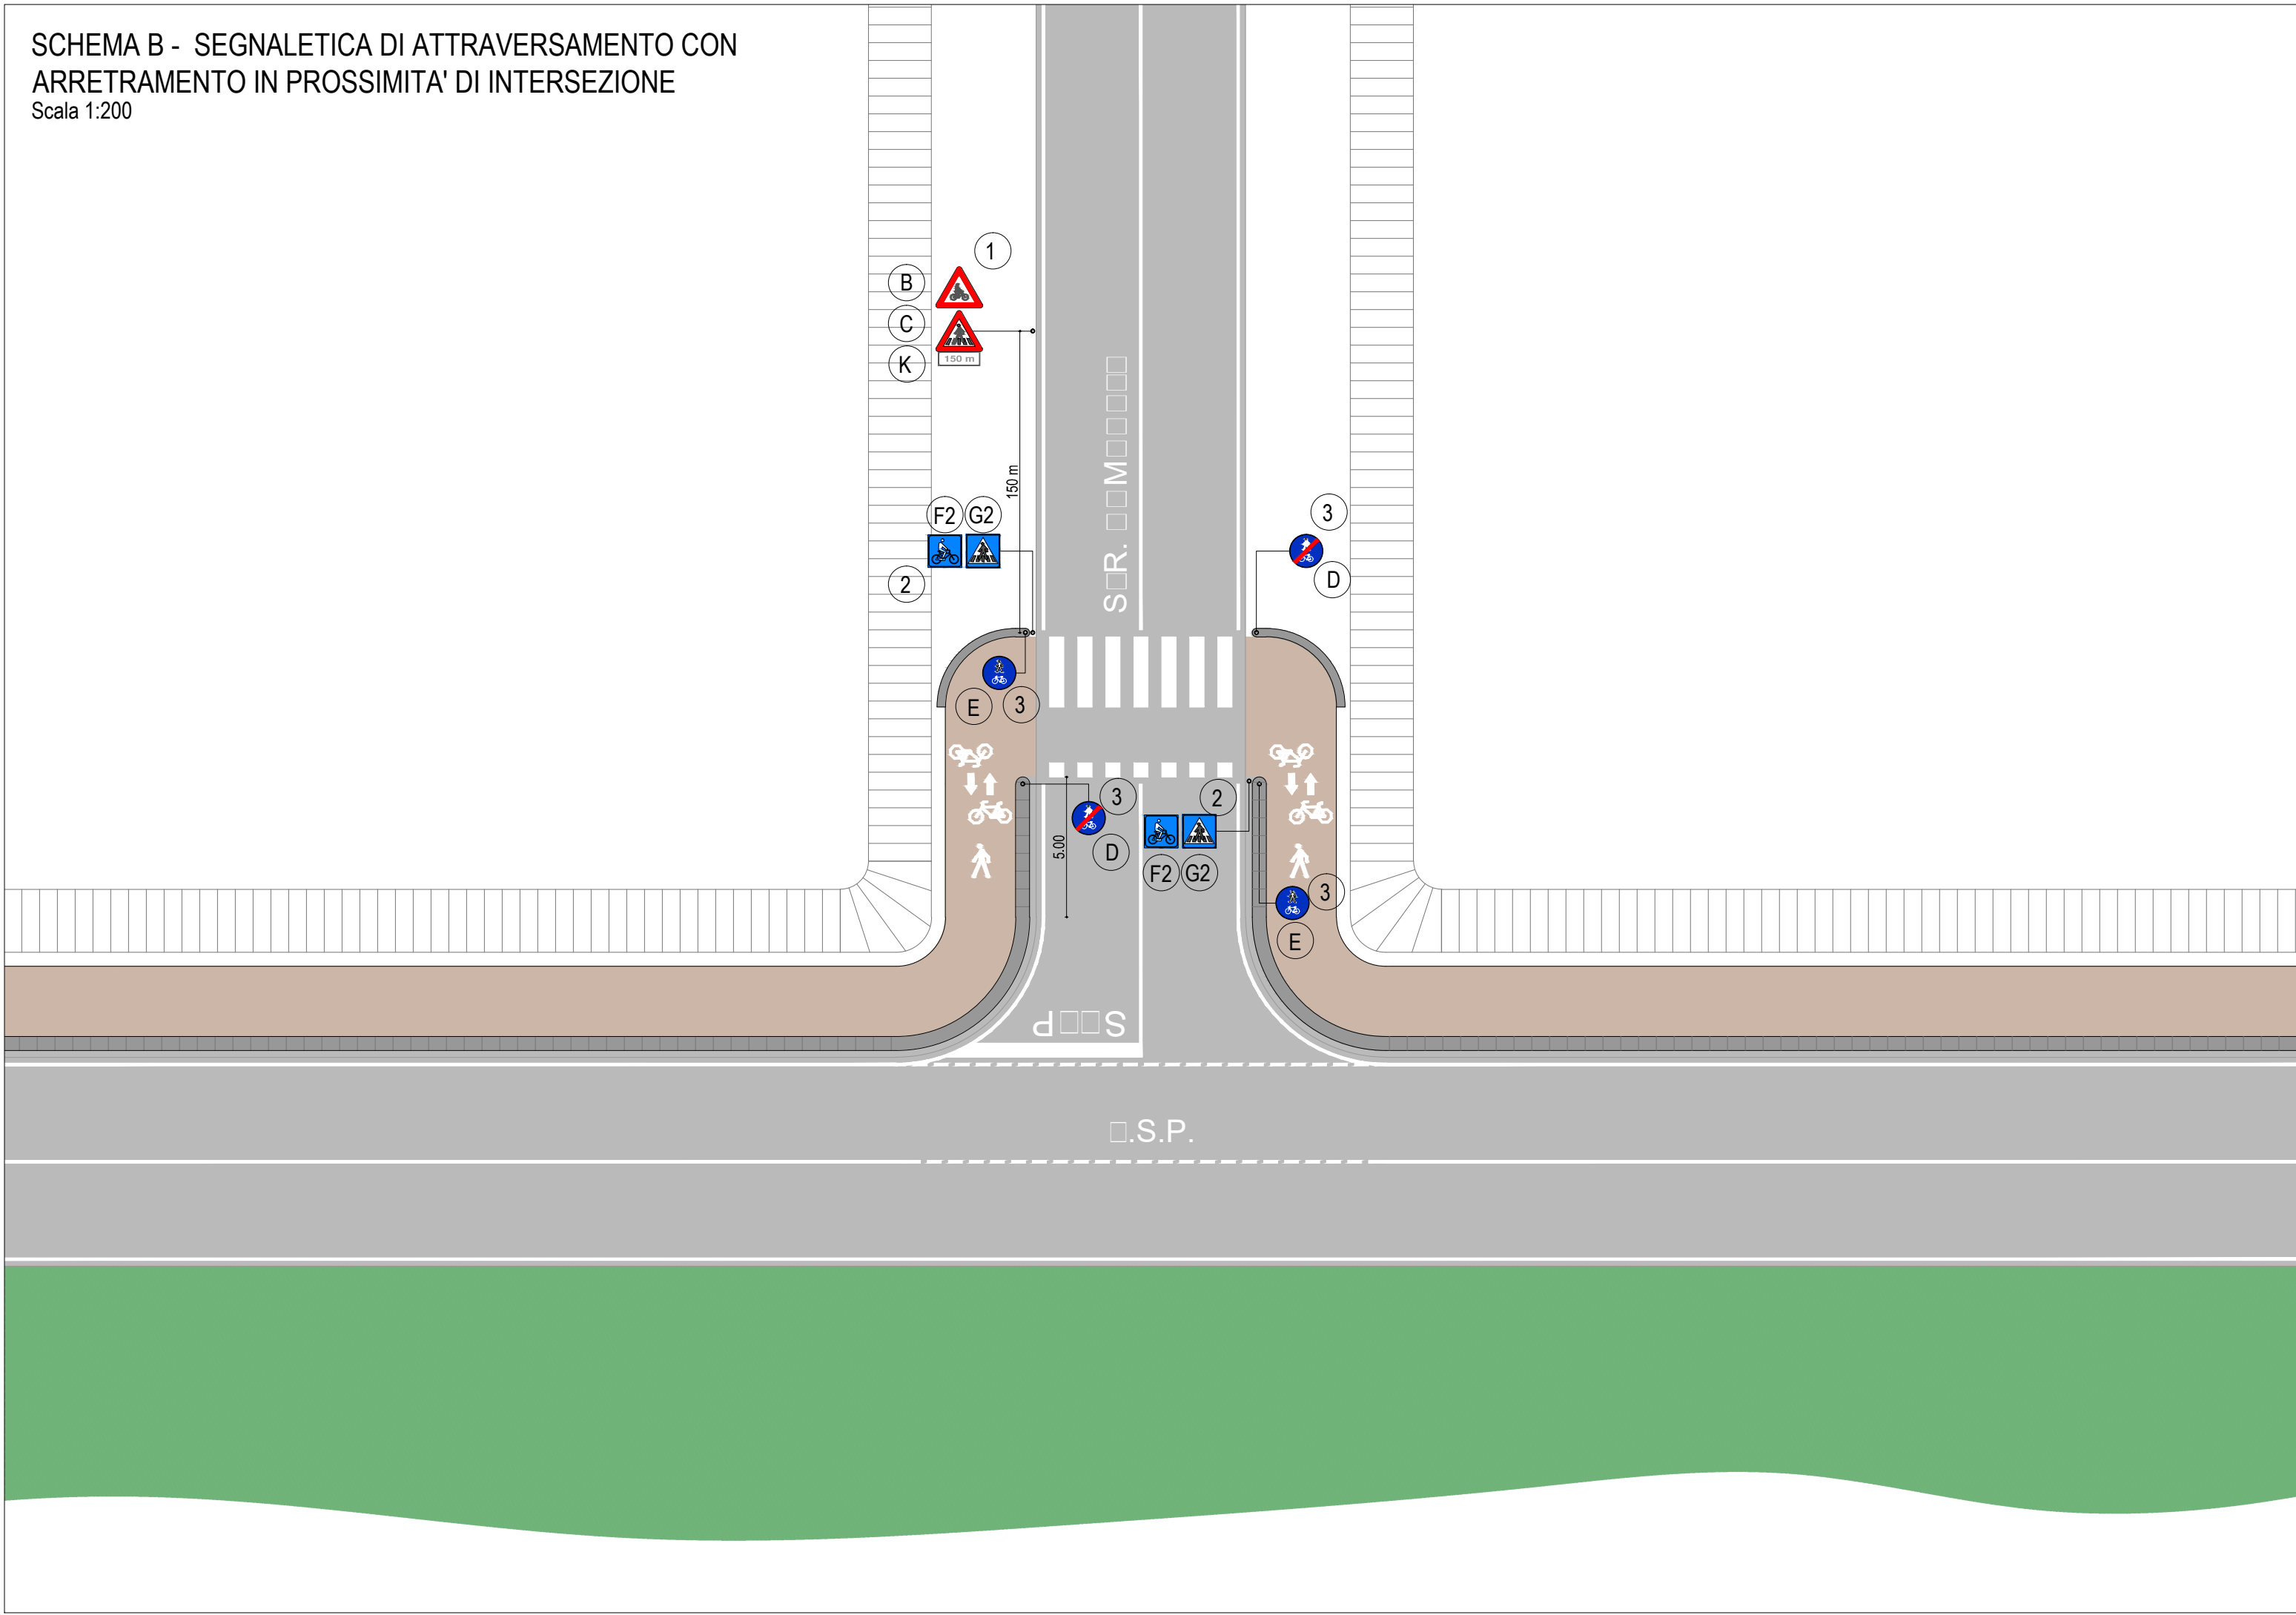 SCHEMA B - SEGNALETICA DI ATTRAVERSAMENTO CON
ARRETRAMENTO IN PROSSIMITA' DI INTERSEZIONE
Scala 1:200
1
B
C
K
150 m
150 m
F2 G2
2
3
D
E 3
3
D
5.00
2
F2 G2
3
E
.S.P.